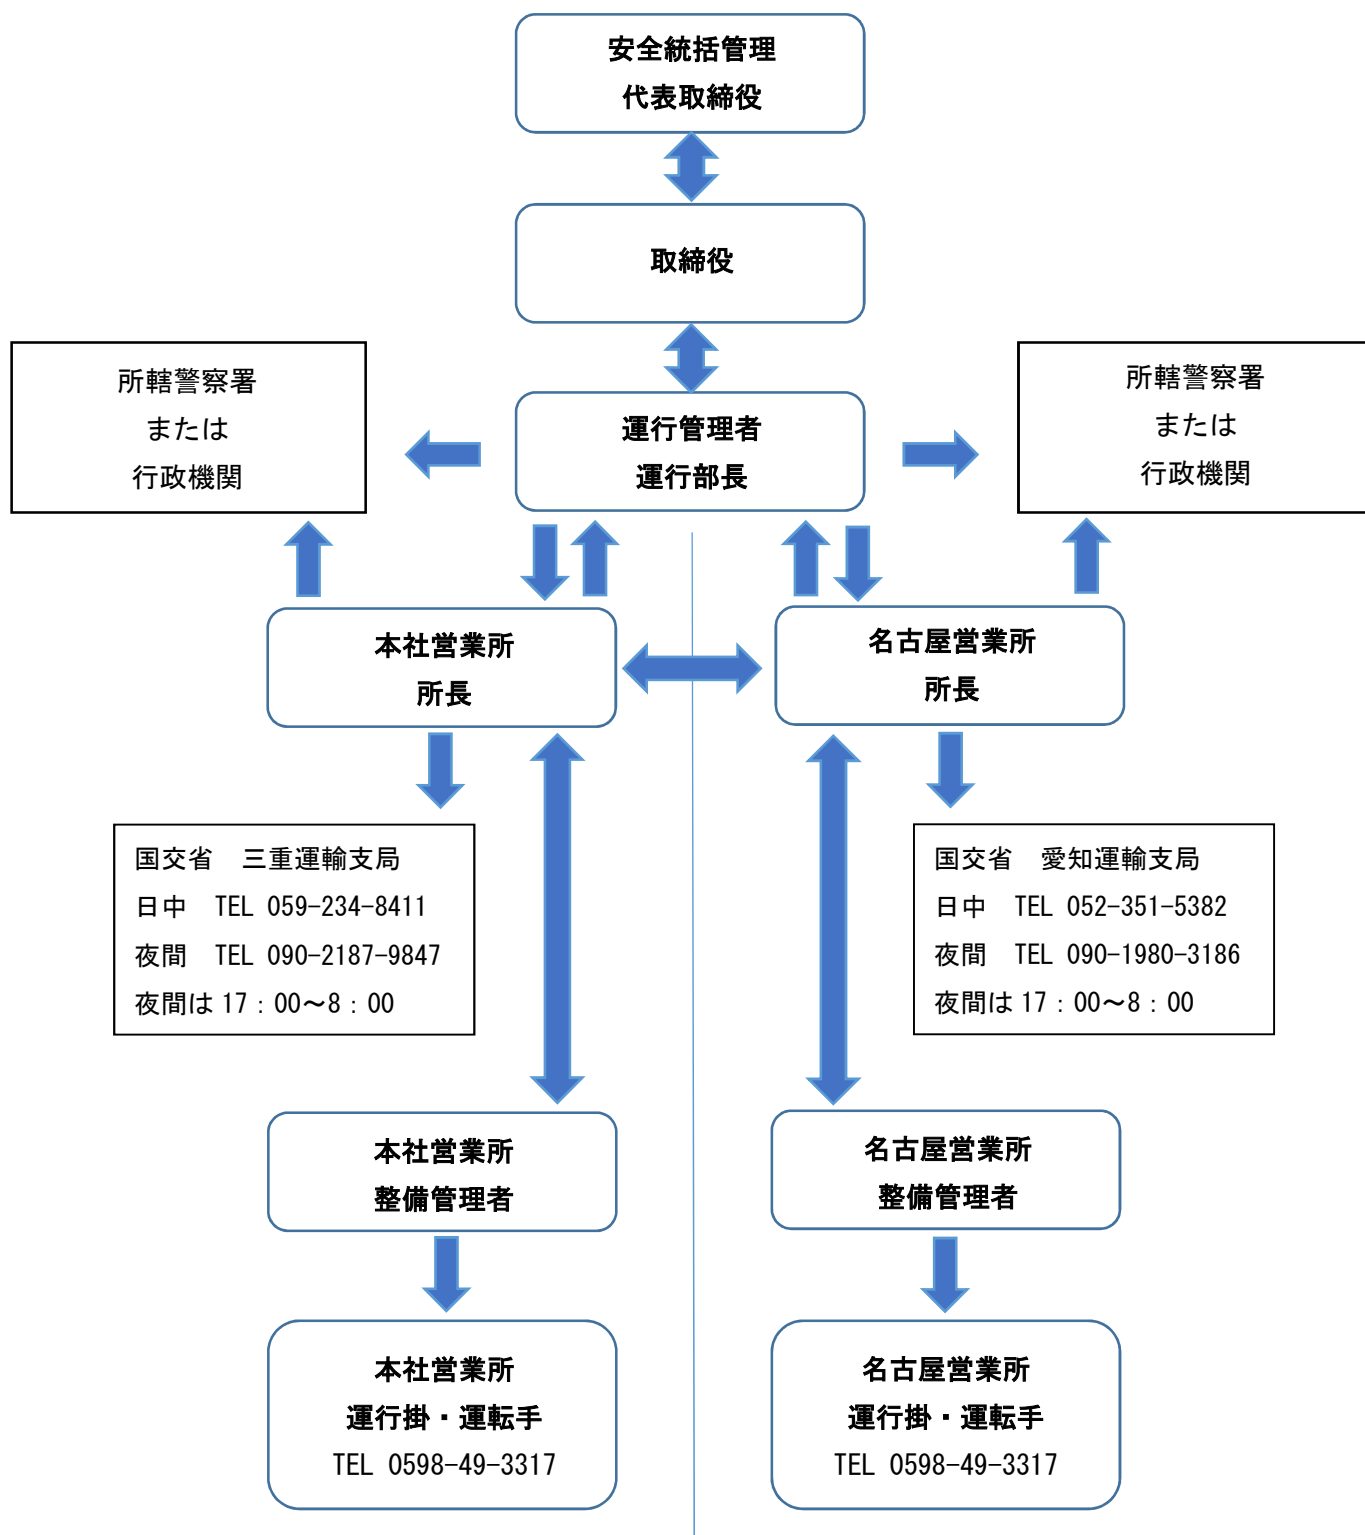 安全統括管理
代表取締役
取締役
所轄警察署
または
行政機関
運行管理者
運行部長
所轄警察署
または
行政機関
本社営業所
所長
名古屋営業所
所長
国交省　三重運輸支局
日中　TEL 059-234-8411
夜間　TEL 090-2187-9847
夜間は 17：00～8：00
国交省　愛知運輸支局
日中　TEL 052-351-5382
夜間　TEL 090-1980-3186
夜間は 17：00～8：00
本社営業所
整備管理者
名古屋営業所
整備管理者
本社営業所
運行掛・運転手
TEL 0598-49-3317
名古屋営業所
運行掛・運転手
TEL 0598-49-3317